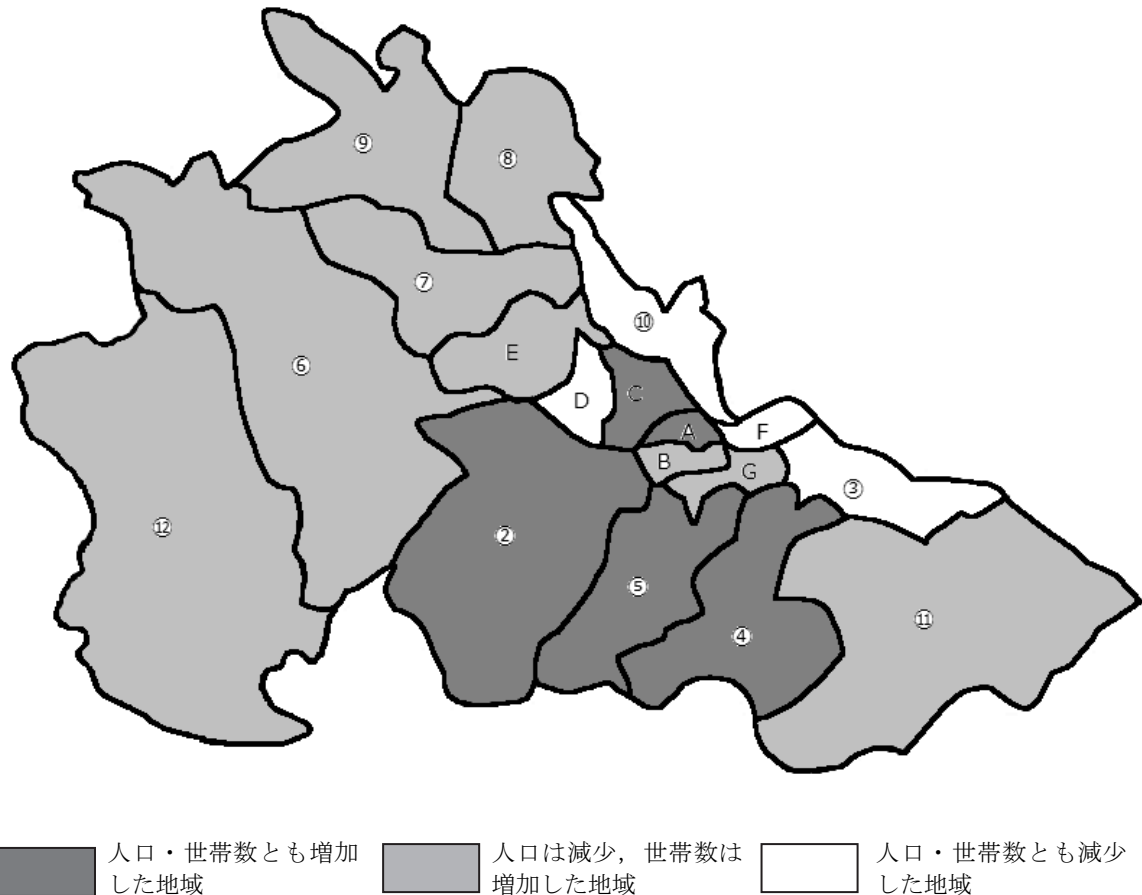 ⑨
⑧
⑦
⑩
E
⑥
C
D
A
F
B
G
③
⑫
②
⑤
⑪
④
人口・世帯数とも増加
した地域
人口は減少，世帯数は
増加した地域
人口・世帯数とも減少
した地域